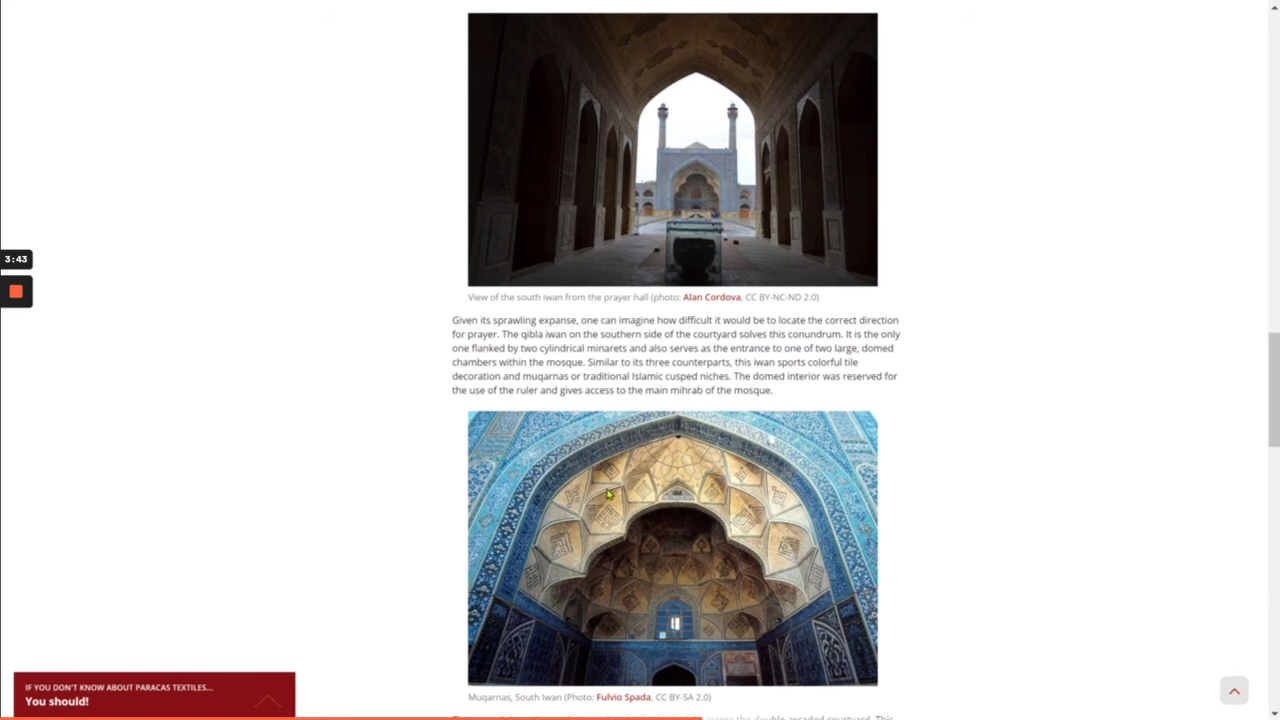 View of the south iwan from the prayer hall (photo: Alan Cordova, CC BY-NC-ND 2.0)
3:43
Given its sprawling expanse, one can imagine how difficult it would be to locate the correct direction
for prayer. The qibla iwan on the southern side of the courtyard solves this conundrum. It is the only
one flanked by two cylindrical minarets and also serves as the entrance to one of two large, domed
chambers within the mosque. Similar to its three counterparts, this iwan sports colorful tile
decoration and muqarnas or traditional Islamic cusped niches. The domed interior was reserved for
the use of the ruler and gives access to the main mihrab of the mosque.
Muqarnas, South Iwan (Photo: Fulvio Spada, CC BY-SA 2.0)
IF YOU DON'T KNOW ABOUT PARACAS TEXTILES...
You should!
across the double-arcaded courtyard. This